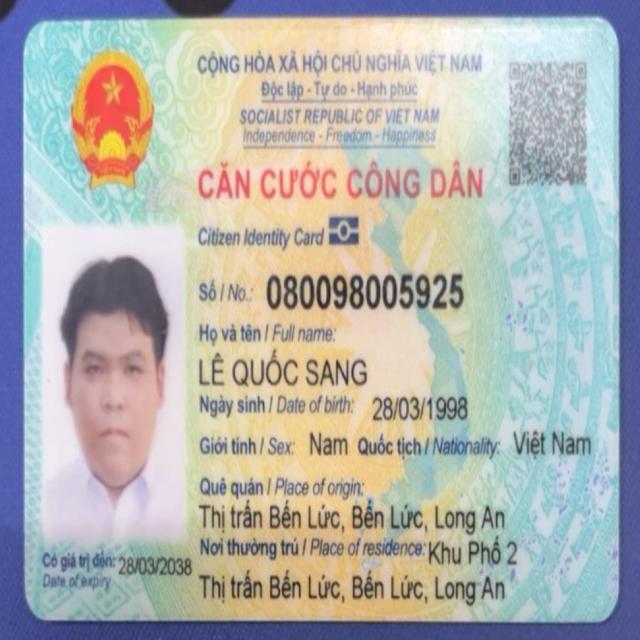 CỘNG HÒA XÃ HỘI CHỦ NGHĨA VIỆT NAM
Độc lập - Tự do - Hạnh phúc
SOCIALIST REPUBLIC OF VIET NAM
Independence - Freedom - Happiness
CĂN CƯỚC CÔNG DÂN
Citizen Identity Card
Số / No.: 080098005925
Họ và tên / Full name:
LÊ QUỐC SANG
Ngày sinh / Date of birth: 28/03/1998
Giới tính / Sex: Nam Quốc tịch / Nationality: Việt Nam
Quê quán / Place of origin:
Thị trấn Bến Lức, Bến Lức, Long An
Nơi thường trú / Place of residence: Khu Phố 2
Thị trấn Bến Lức, Bến Lức, Long An
Có giá trị đến: 28/03/2038
Date of expiry